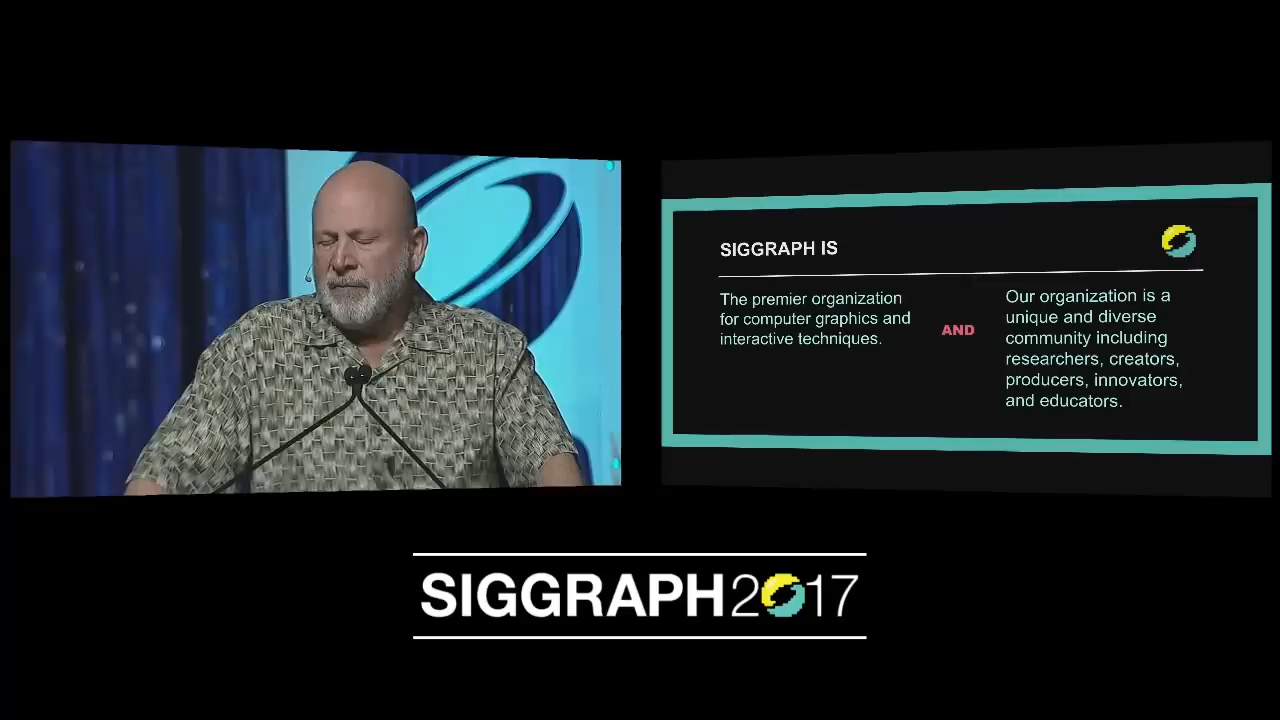 SIGGRAPH IS
The premier organization
for computer graphics and
interactive techniques.
AND
Our organization is a
unique and diverse
community including
researchers, creators,
producers, innovators,
and educators.
SIGGRAPH2017